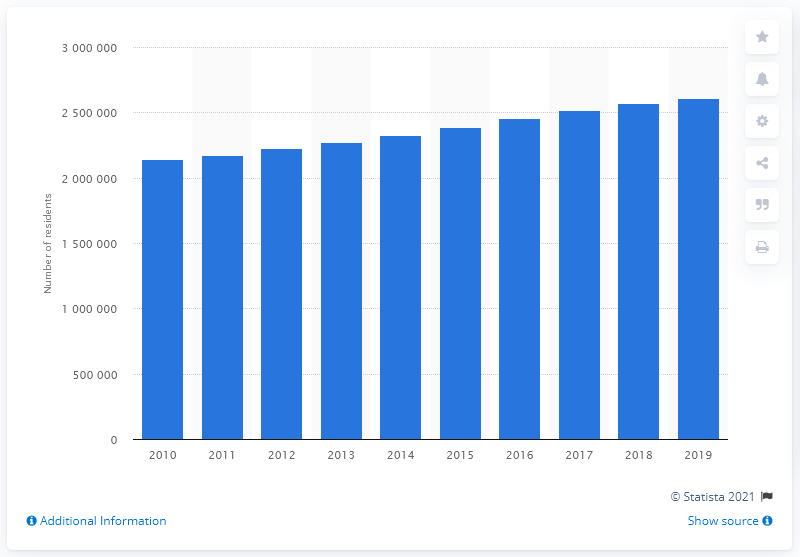 3 000 000
2 500 000
2 000 000
1 500 000
1 000 000
500 000
0
Number of residents
2010 2011 2012 2013 2014 2015 2016 2017 2018 2019
© Statista 2021
Additional Information
Show source